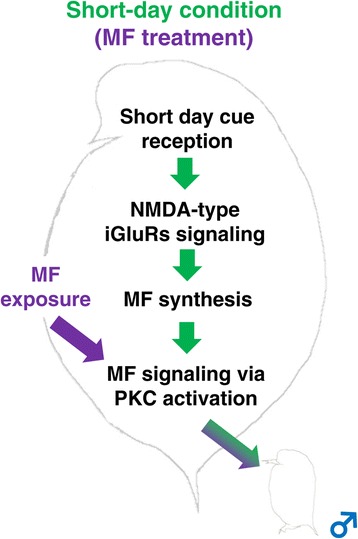 Short-day condition
(MF treatment)
Short day cue
reception
NMDA-type
iGluRs signaling
MF
exposure
MF synthesis
MF signaling via
PKC activation
♂